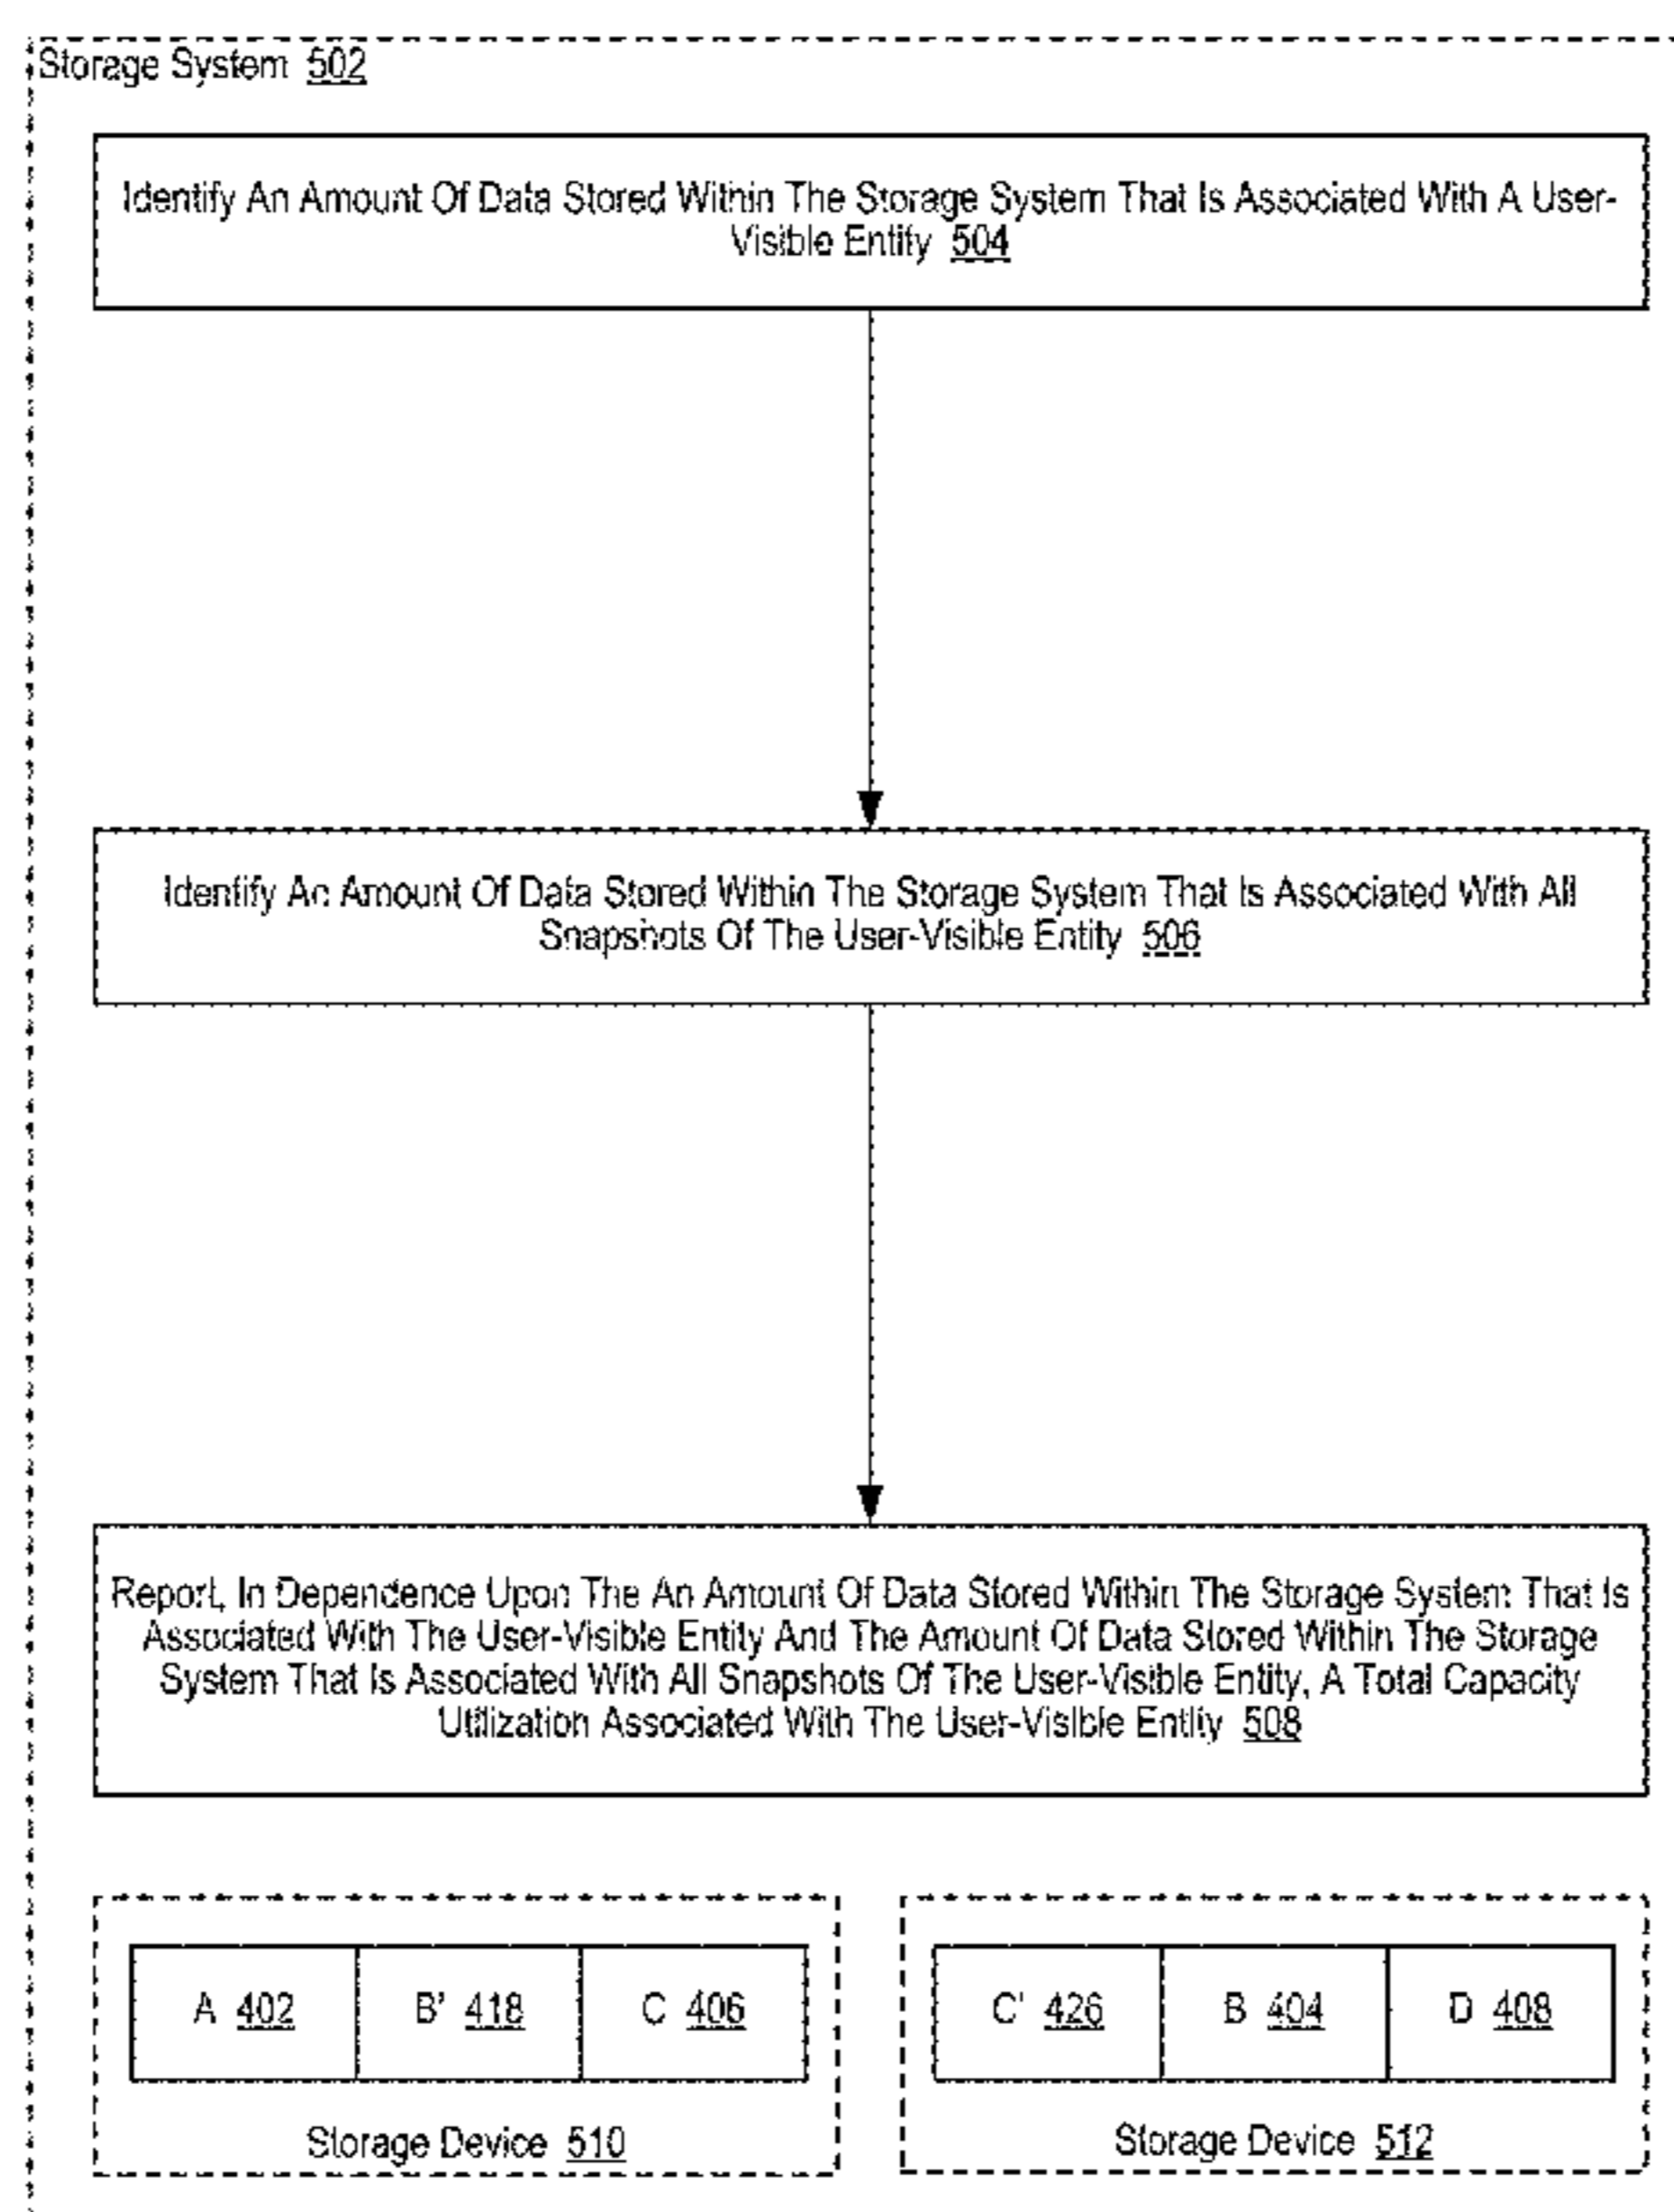 Storage System 502
Identify An Amount Of Data Stored Within The Storage System That Is Associated With A User-
Visible Entity 504
Identify An Amount Of Data Stored Within The Storage System That Is Associated With All
Snapshots Of The User-Visible Entity 506
Report, In Dependence Upon The An Amount Of Data Stored Within The Storage System That Is
Associated With The User-Visible Entity And The Amount Of Data Stored Within The Storage
System That Is Associated With All Snapshots Of The User-Visible Entity, A Total Capacity
Utilization Associated With The User-Visible Entity 508
A 402 B' 418 C 406 C' 426 B 404 D 408
Storage Device 510 Storage Device 512